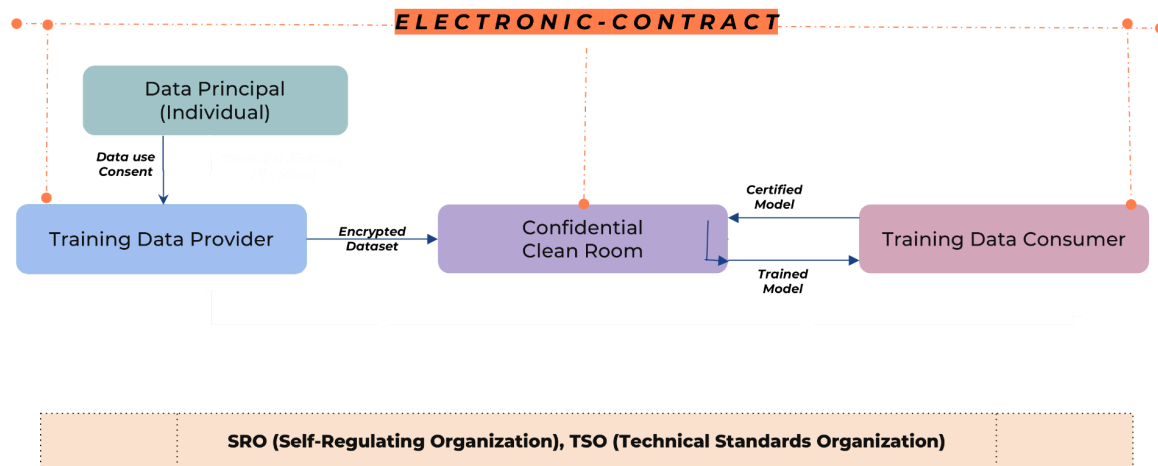 ELECTRONIC-CONTRACT
Data Principal
(Individual)
Data use
Consent
Training Data Provider
Encrypted
Dataset
Confidential
Clean Room
Certified
Model
Trained
Model
Training Data Consumer
SRO (Self-Regulating Organization), TSO (Technical Standards Organization)